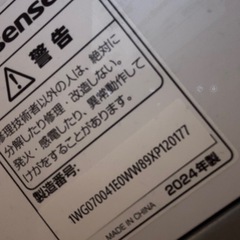 sense
警告
修理技術者以外の人は、絶対に
分解したり修理・改造しない。
発火・感電したり、異常動作して
けがをすることがあります。
製造番号
1WG070041E0WW89XP120177
2024年製
MADE IN CHINA